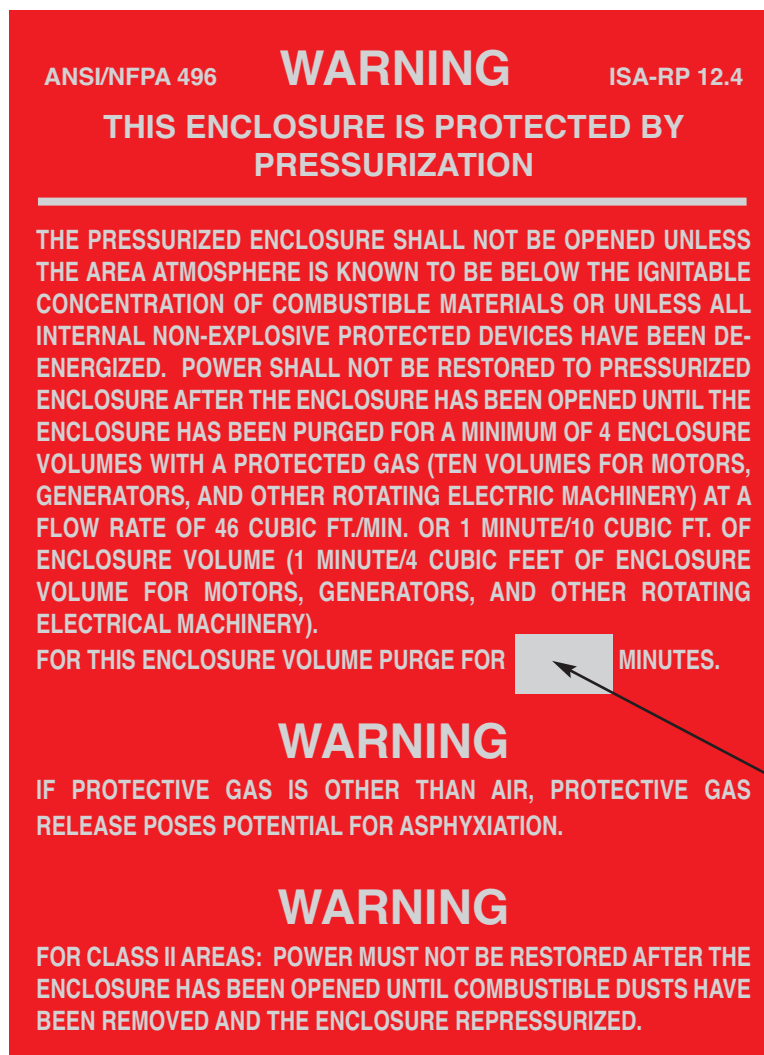 ANSI/NFPA 496 WARNING ISA-RP 12.4
THIS ENCLOSURE IS PROTECTED BY
PRESSURIZATION
THE PRESSURIZED ENCLOSURE SHALL NOT BE OPENED UNLESS
THE AREA ATMOSPHERE IS KNOWN TO BE BELOW THE IGNITABLE
CONCENTRATION OF COMBUSTIBLE MATERIALS OR UNLESS ALL
INTERNAL NON-EXPLOSIVE PROTECTED DEVICES HAVE BEEN DE-
ENERGIZED. POWER SHALL NOT BE RESTORED TO PRESSURIZED
ENCLOSURE AFTER THE ENCLOSURE HAS BEEN OPENED UNTIL THE
ENCLOSURE HAS BEEN PURGED FOR A MINIMUM OF 4 ENCLOSURE
VOLUMES WITH A PROTECTED GAS (TEN VOLUMES FOR MOTORS,
GENERATORS, AND OTHER ROTATING ELECTRIC MACHINERY) AT A
FLOW RATE OF 46 CUBIC FT./MIN. OR 1 MINUTE/10 CUBIC FT. OF
ENCLOSURE VOLUME (1 MINUTE/4 CUBIC FEET OF ENCLOSURE
VOLUME FOR MOTORS, GENERATORS, AND OTHER ROTATING
ELECTRICAL MACHINERY).
FOR THIS ENCLOSURE VOLUME PURGE FOR MINUTES.
WARNING
IF PROTECTIVE GAS IS OTHER THAN AIR, PROTECTIVE GAS
RELEASE POSES POTENTIAL FOR ASPHYXIATION.
WARNING
FOR CLASS II AREAS: POWER MUST NOT BE RESTORED AFTER THE
ENCLOSURE HAS BEEN OPENED UNTIL COMBUSTIBLE DUSTS HAVE
BEEN REMOVED AND THE ENCLOSURE REPRESSURIZED.